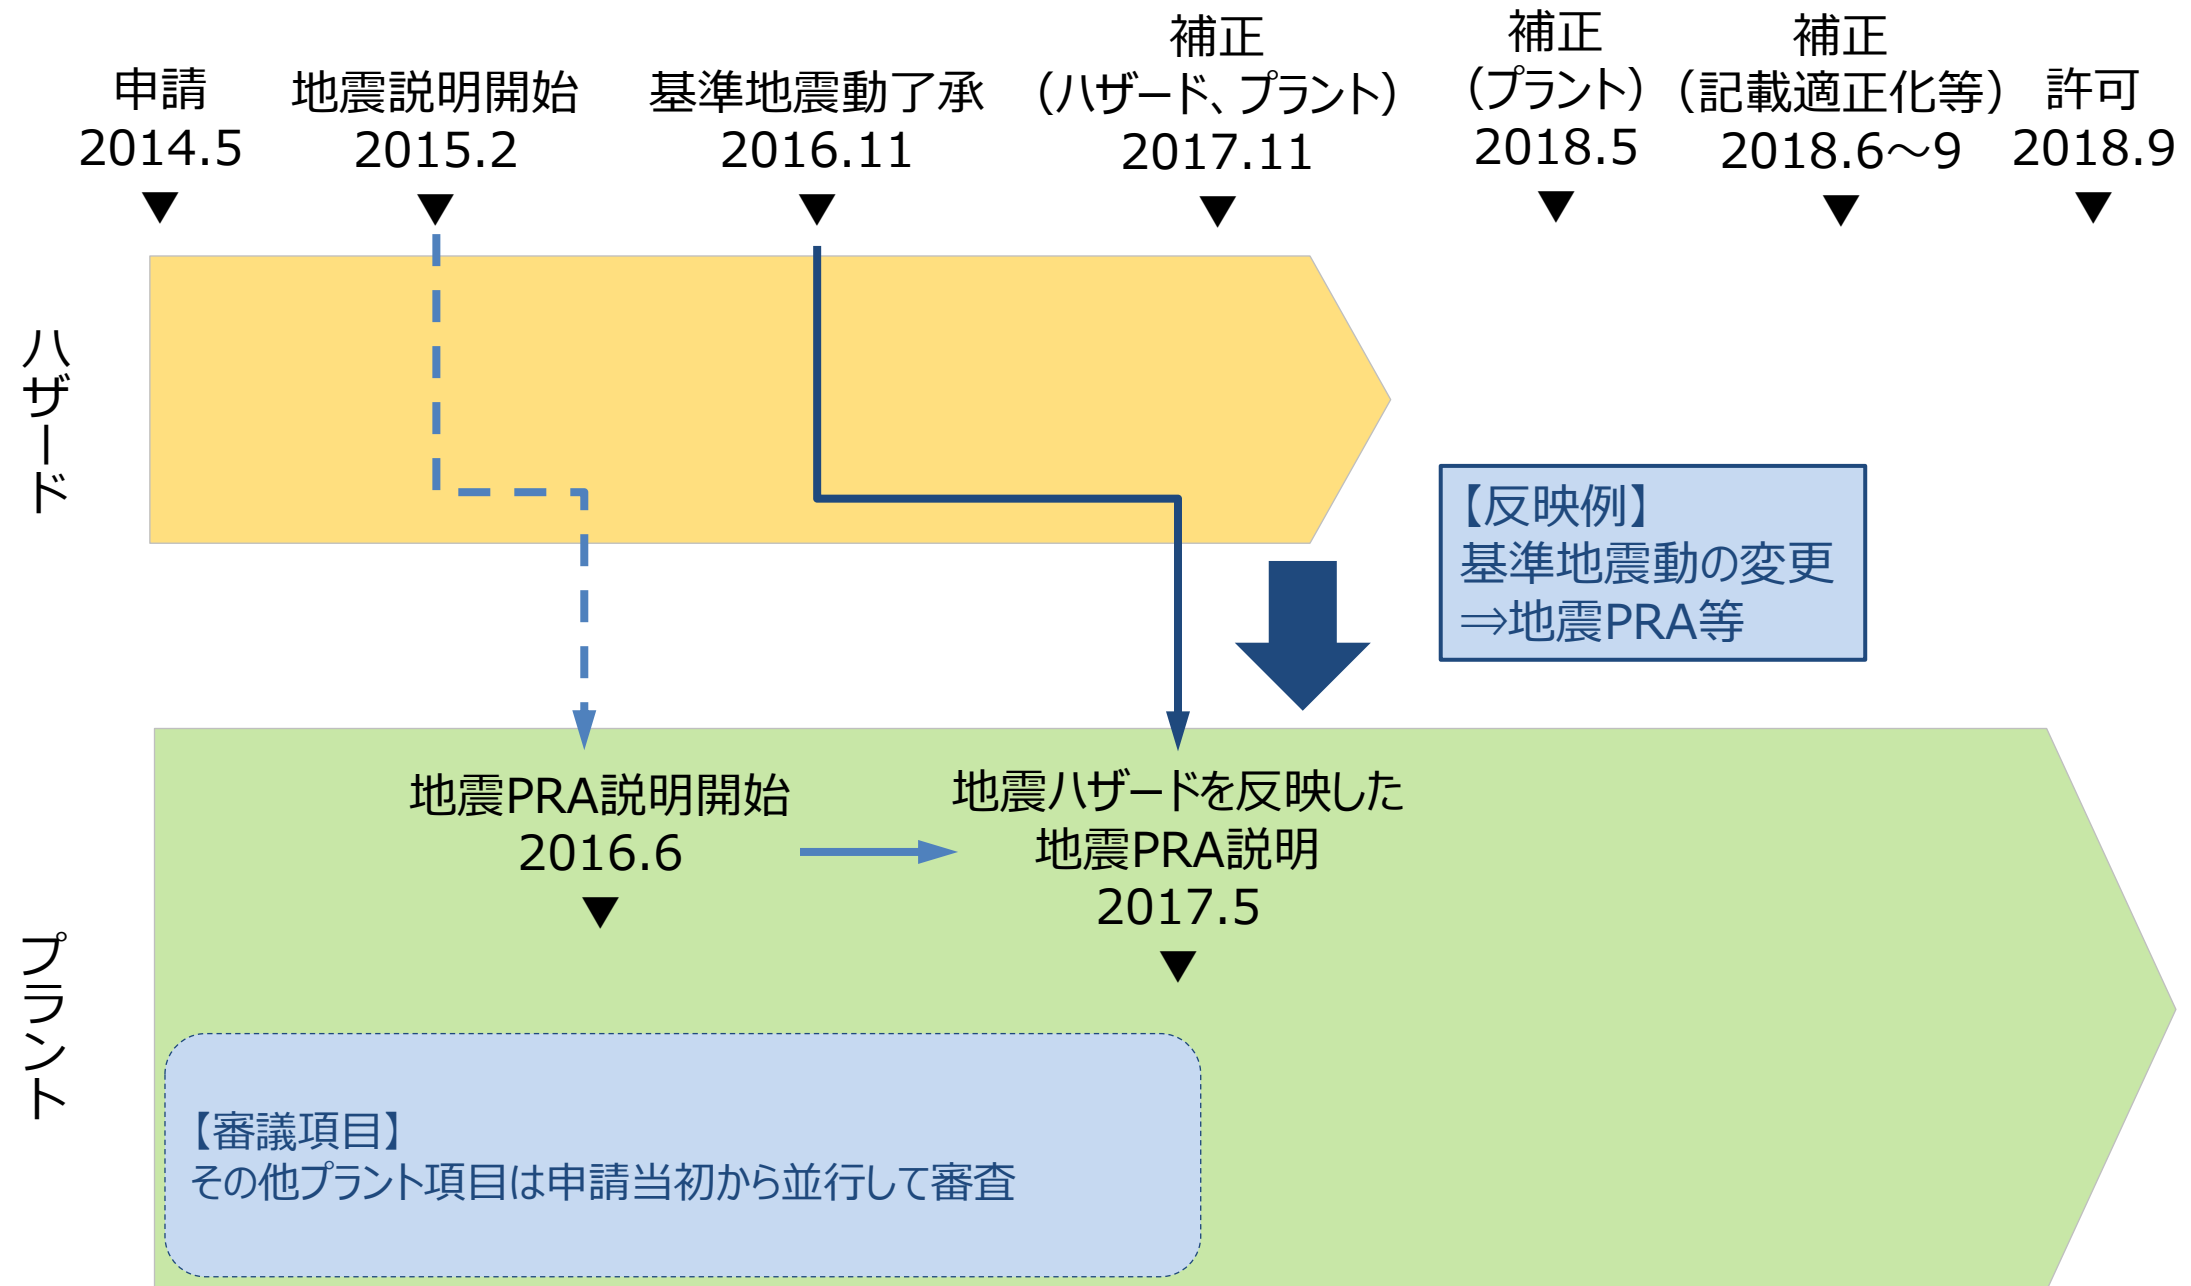 申請
2014.5
▼
地震説明開始
2015.2
▼
基準地震動了承
2016.11
▼
補正
（ハザード、プラント）
2017.11
▼
補正
（プラント）
2018.5
▼
補正
（記載適正化等）
2018.6～9
▼
許可
2018.9
▼
ハザード
【反映例】
基準地震動の変更
⇒地震PRA等
プラント
地震PRA説明開始
2016.6
▼
地震ハザードを反映した
地震PRA説明
2017.5
▼
【審議項目】
その他プラント項目は申請当初から並行して審査